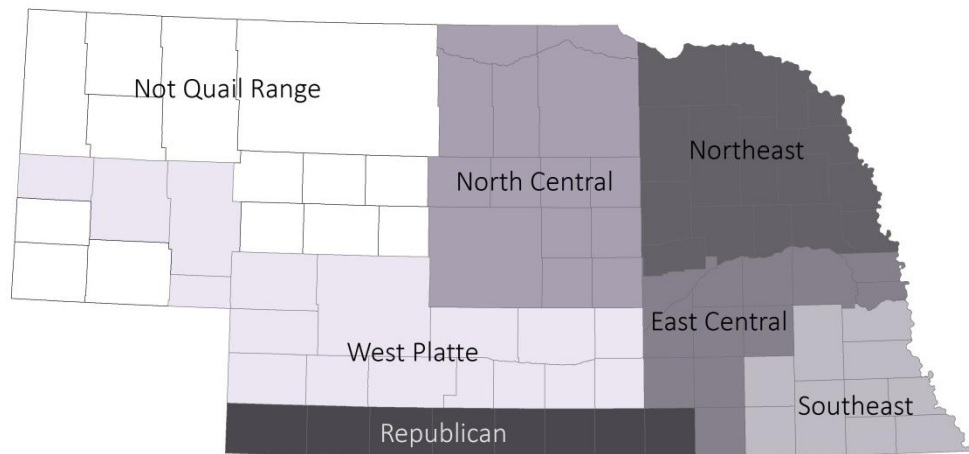 Not Quail Range
Northeast
North Central
East Central
West Platte
Southeast
Republican